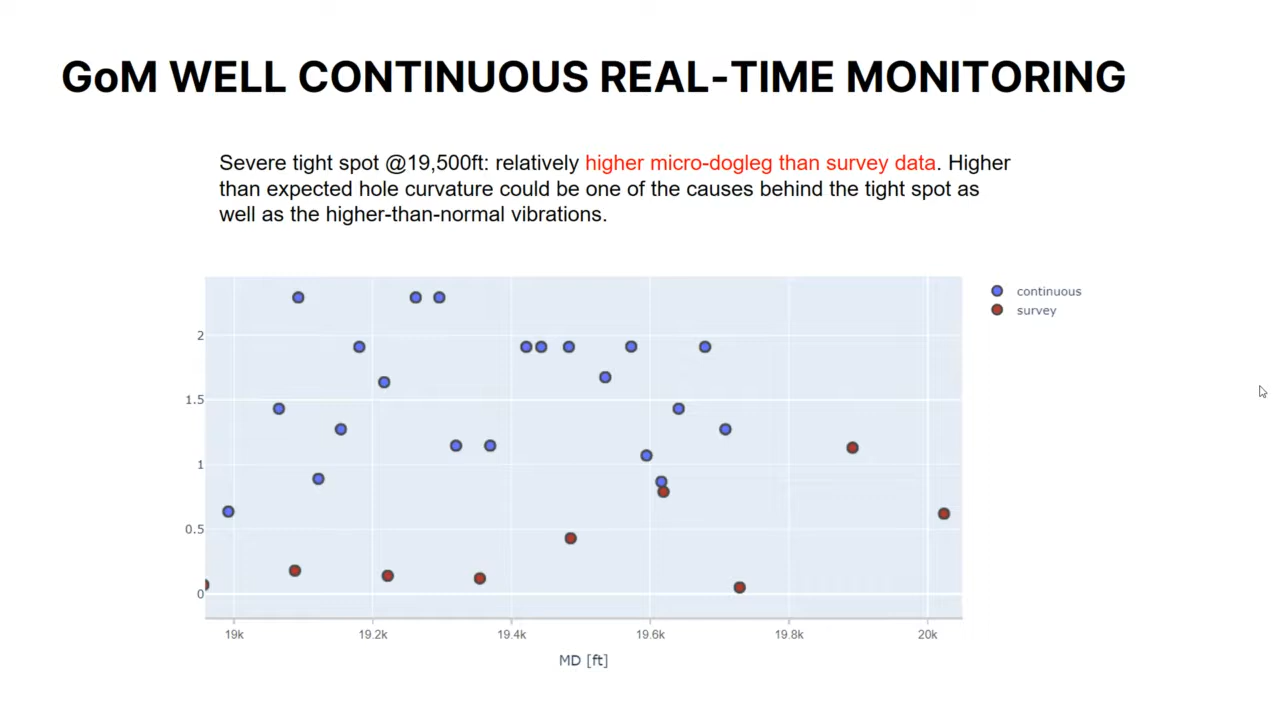 GoM WELL CONTINUOUS REAL-TIME MONITORING
Severe tight spot @19,500ft: relatively higher micro-dogleg than survey data. Higher
than expected hole curvature could be one of the causes behind the tight spot as
well as the higher-than-normal vibrations.
continuous
survey
2
1.5
1
0.5
0
19k 19.2k 19.4k 19.6k 19.8k 20k
MD [ft]